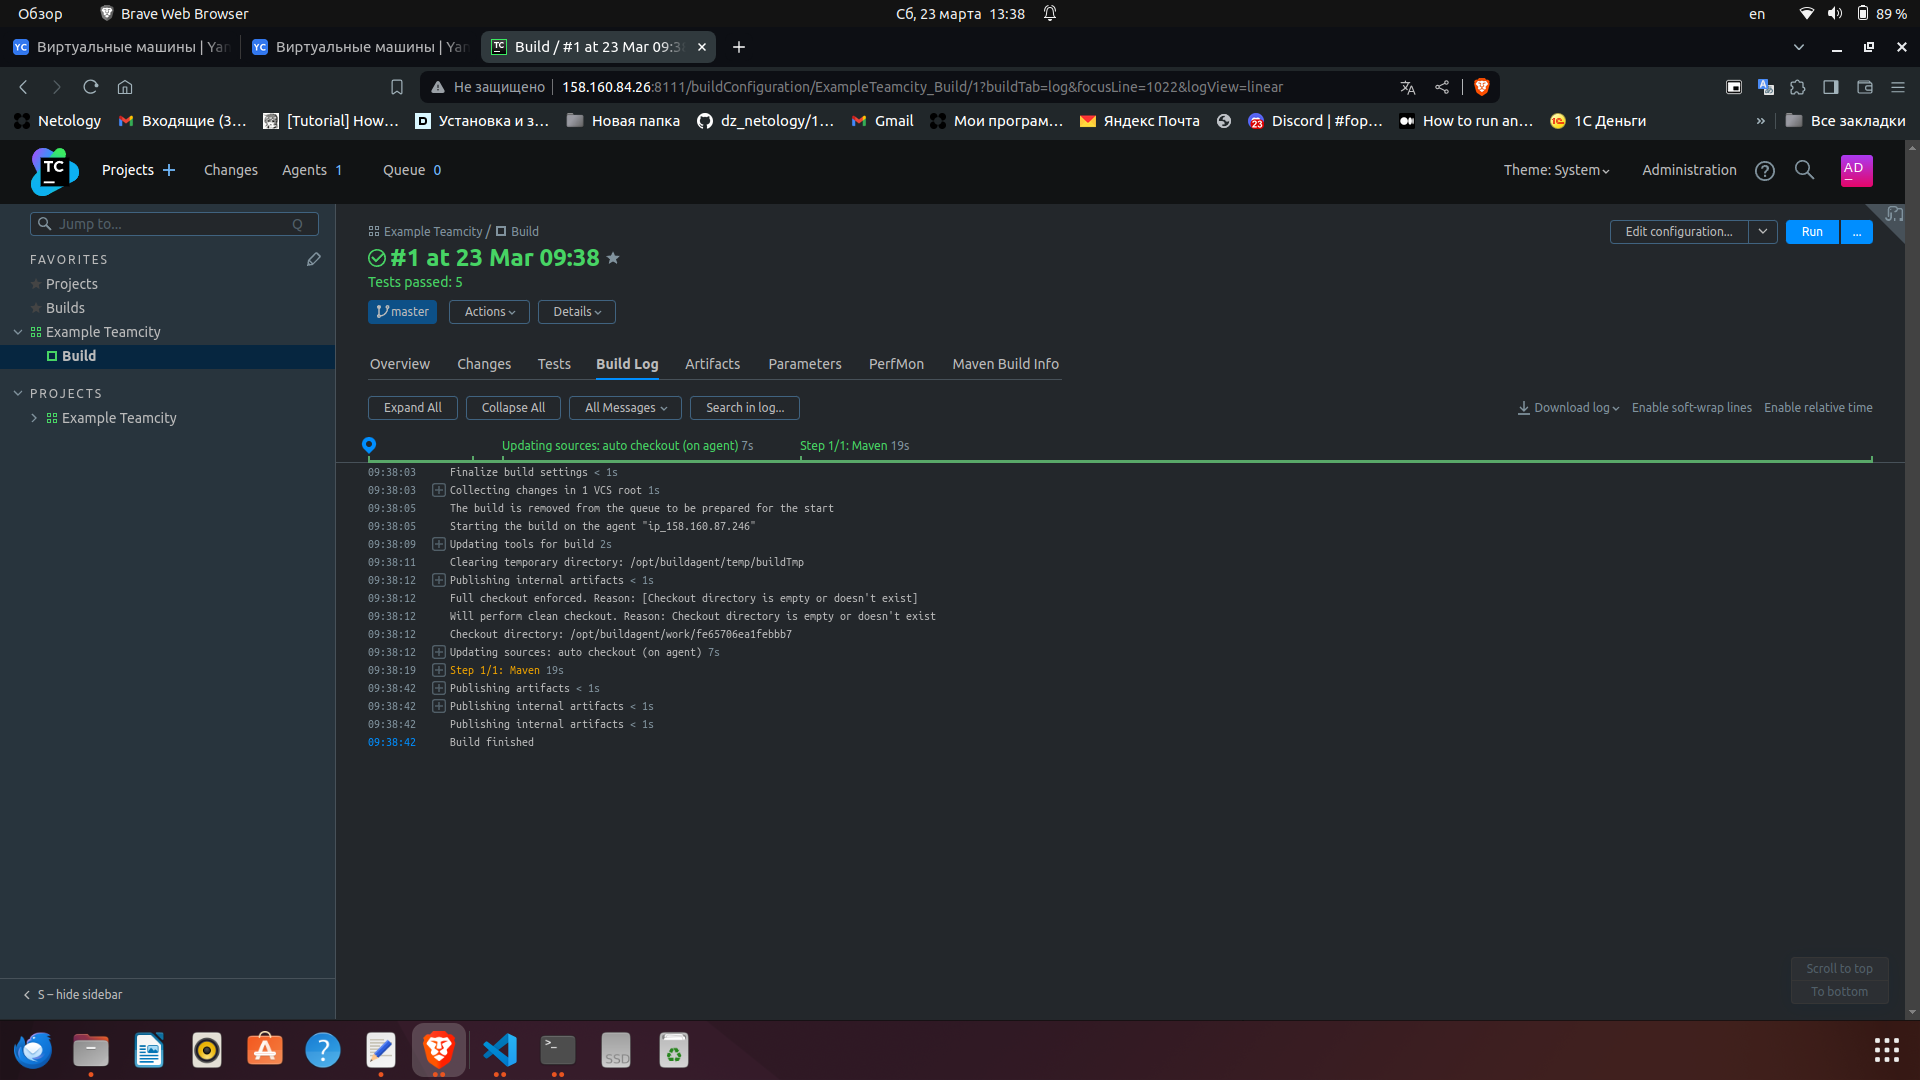 Обзор
Brave Web Browser
Сб, 23 марта 13:38
en
89 %
YC Виртуальные машины | Yan
YC Виртуальные машины | Yan
TC Build / #1 at 23 Mar 09:38
Не защищено
158.160.84.26:8111/buildConfiguration/ExampleTeamcity_Build/1?buildTab=log&focusLine=1022&logView=linear
Netology
Входящие (3…
[Tutorial] How…
Установка и з…
Новая папка
dz_netology/1…
Gmail
Мои програм…
Яндекс Почта
23 Discord | #fop…
How to run an…
1С Деньги
»
Все закладки
TC
Projects
Changes
Agents 1
Queue 0
Theme: System
Administration
AD
Jump to...
Q
FAVORITES
Projects
Builds
Example Teamcity
Build
PROJECTS
Example Teamcity
S – hide sidebar
Example Teamcity / Build
Edit configuration...
Run
...
#1 at 23 Mar 09:38
Tests passed: 5
master
Actions
Details
Overview
Changes
Tests
Build Log
Artifacts
Parameters
PerfMon
Maven Build Info
Expand All
Collapse All
All Messages
Search in log...
Download log
Enable soft-wrap lines
Enable relative time
Updating sources: auto checkout (on agent) 7s
Step 1/1: Maven 19s
09:38:03 Finalize build settings < 1s
09:38:03 Collecting changes in 1 VCS root 1s
09:38:05 The build is removed from the queue to be prepared for the start
09:38:05 Starting the build on the agent "ip_158.160.87.246"
09:38:09 Updating tools for build 2s
09:38:11 Clearing temporary directory: /opt/buildagent/temp/buildTmp
09:38:12 Publishing internal artifacts < 1s
09:38:12 Full checkout enforced. Reason: [Checkout directory is empty or doesn't exist]
09:38:12 Will perform clean checkout. Reason: Checkout directory is empty or doesn't exist
09:38:12 Checkout directory: /opt/buildagent/work/fe65706ea1febbb7
09:38:12 Updating sources: auto checkout (on agent) 7s
09:38:19 Step 1/1: Maven 19s
09:38:42 Publishing artifacts < 1s
09:38:42 Publishing internal artifacts < 1s
09:38:42 Publishing internal artifacts < 1s
09:38:42 Build finished
Scroll to top
To bottom
SSD